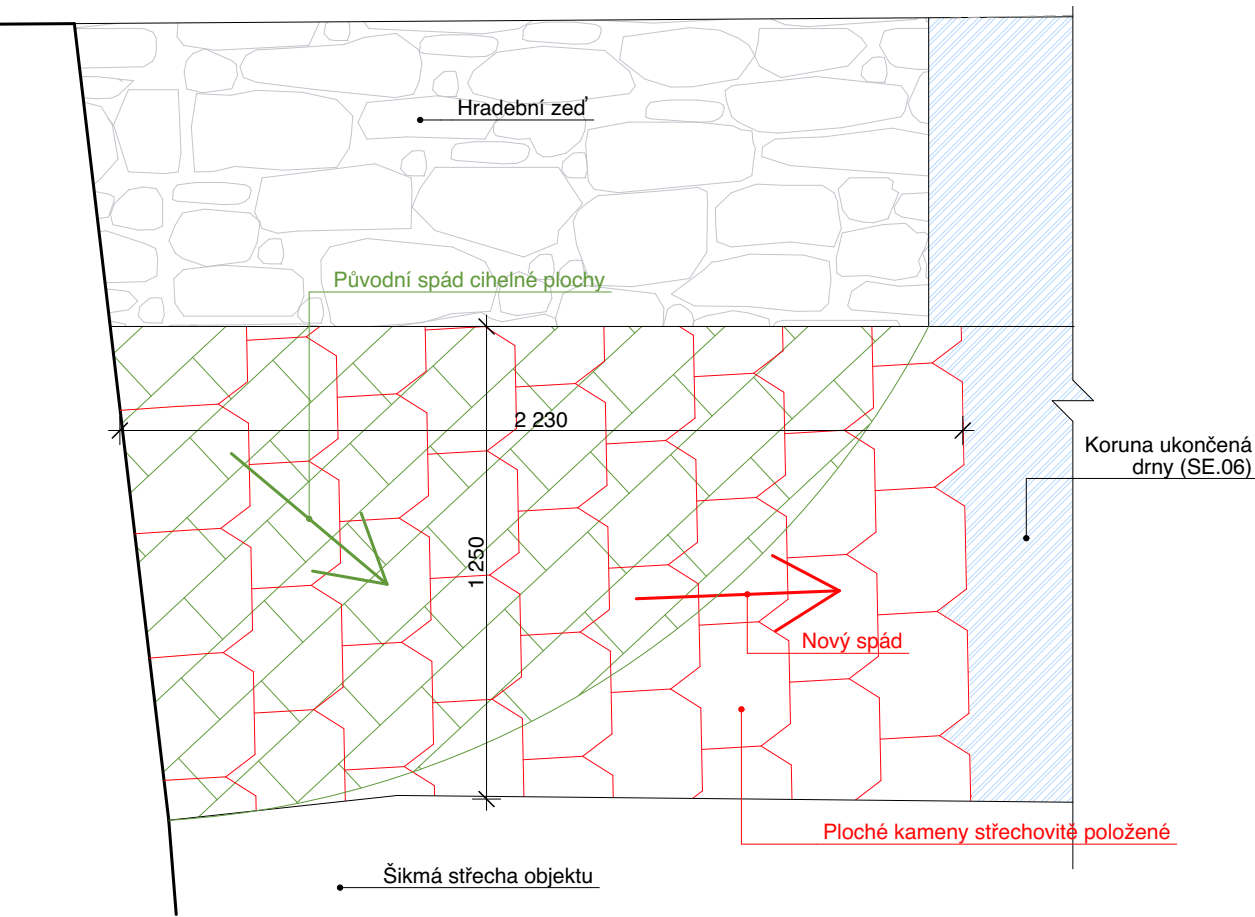 Hradební zeď
Původní spád cihelné plochy
2 230
Koruna ukončená
drny (SE.06)
1 250
Nový spád
Ploché kameny střechovitě položené
Šikmá střecha objektu